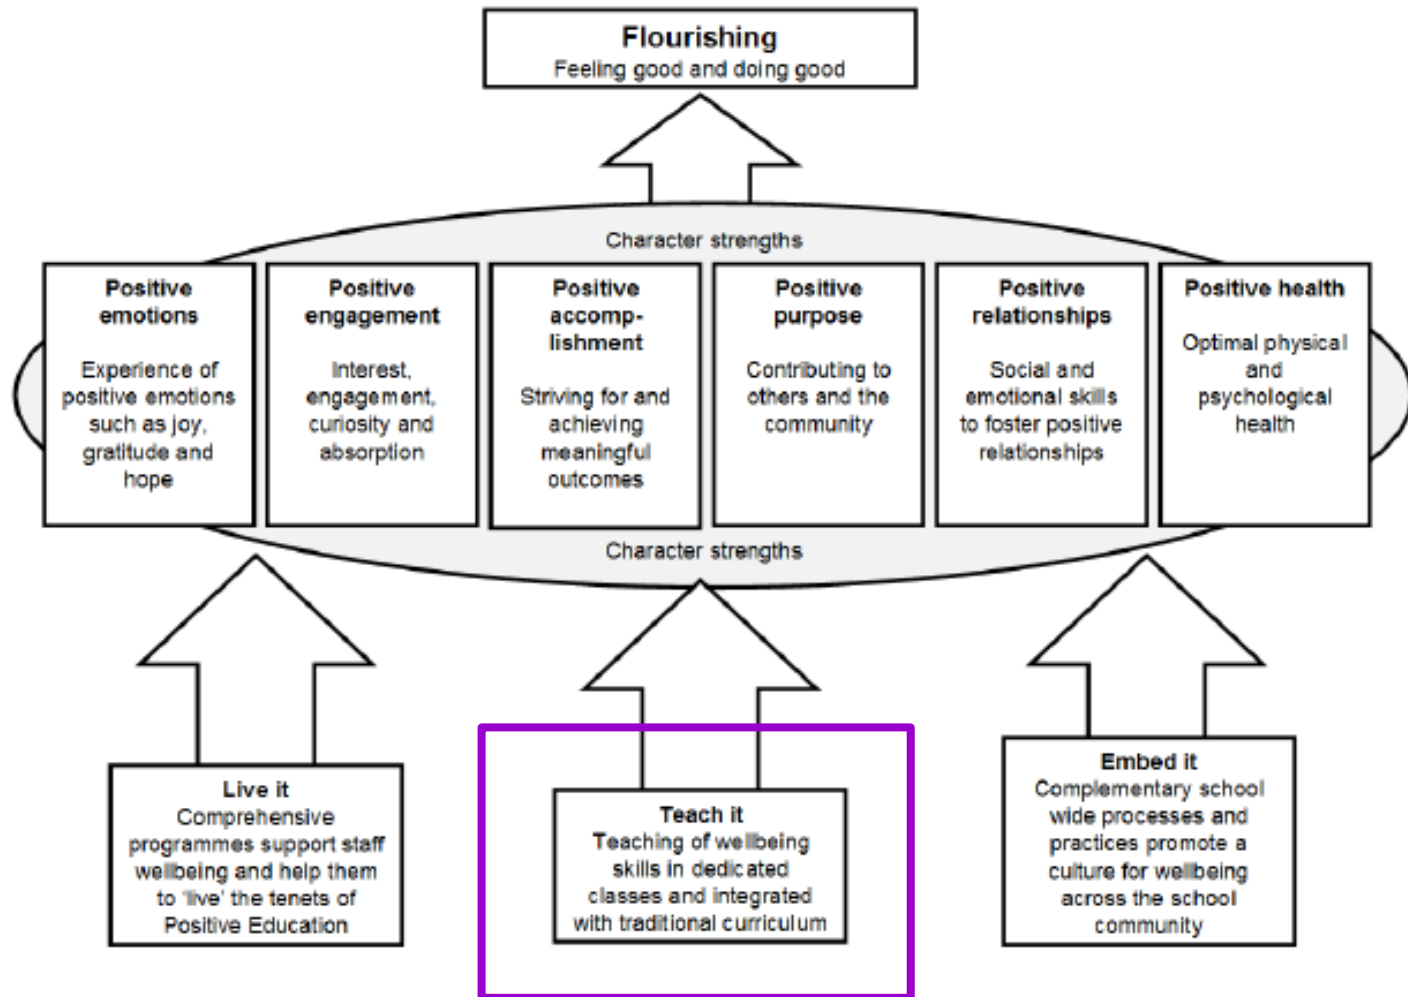 Flourishing
Feeling good and doing good
Character strengths
Positive
emotions
Experience of
positive emotions
such as joy,
gratitude and
hope
Positive
engagement
Interest,
engagement,
curiosity and
absorption
Positive
accomp-
lishment
Striving for and
achieving
meaningful
outcomes
Positive
purpose
Contributing to
others and the
community
Positive
relationships
Social and
emotional skills
to foster positive
relationships
Positive health
Optimal physical
and
psychological
health
Character strengths
Live it
Comprehensive
programmes support staff
wellbeing and help them
to 'live' the tenets of
Positive Education
Teach it
Teaching of wellbeing
skills in dedicated
classes and integrated
with traditional curriculum
Embed it
Complementary school
wide processes and
practices promote a
culture for wellbeing
across the school
community